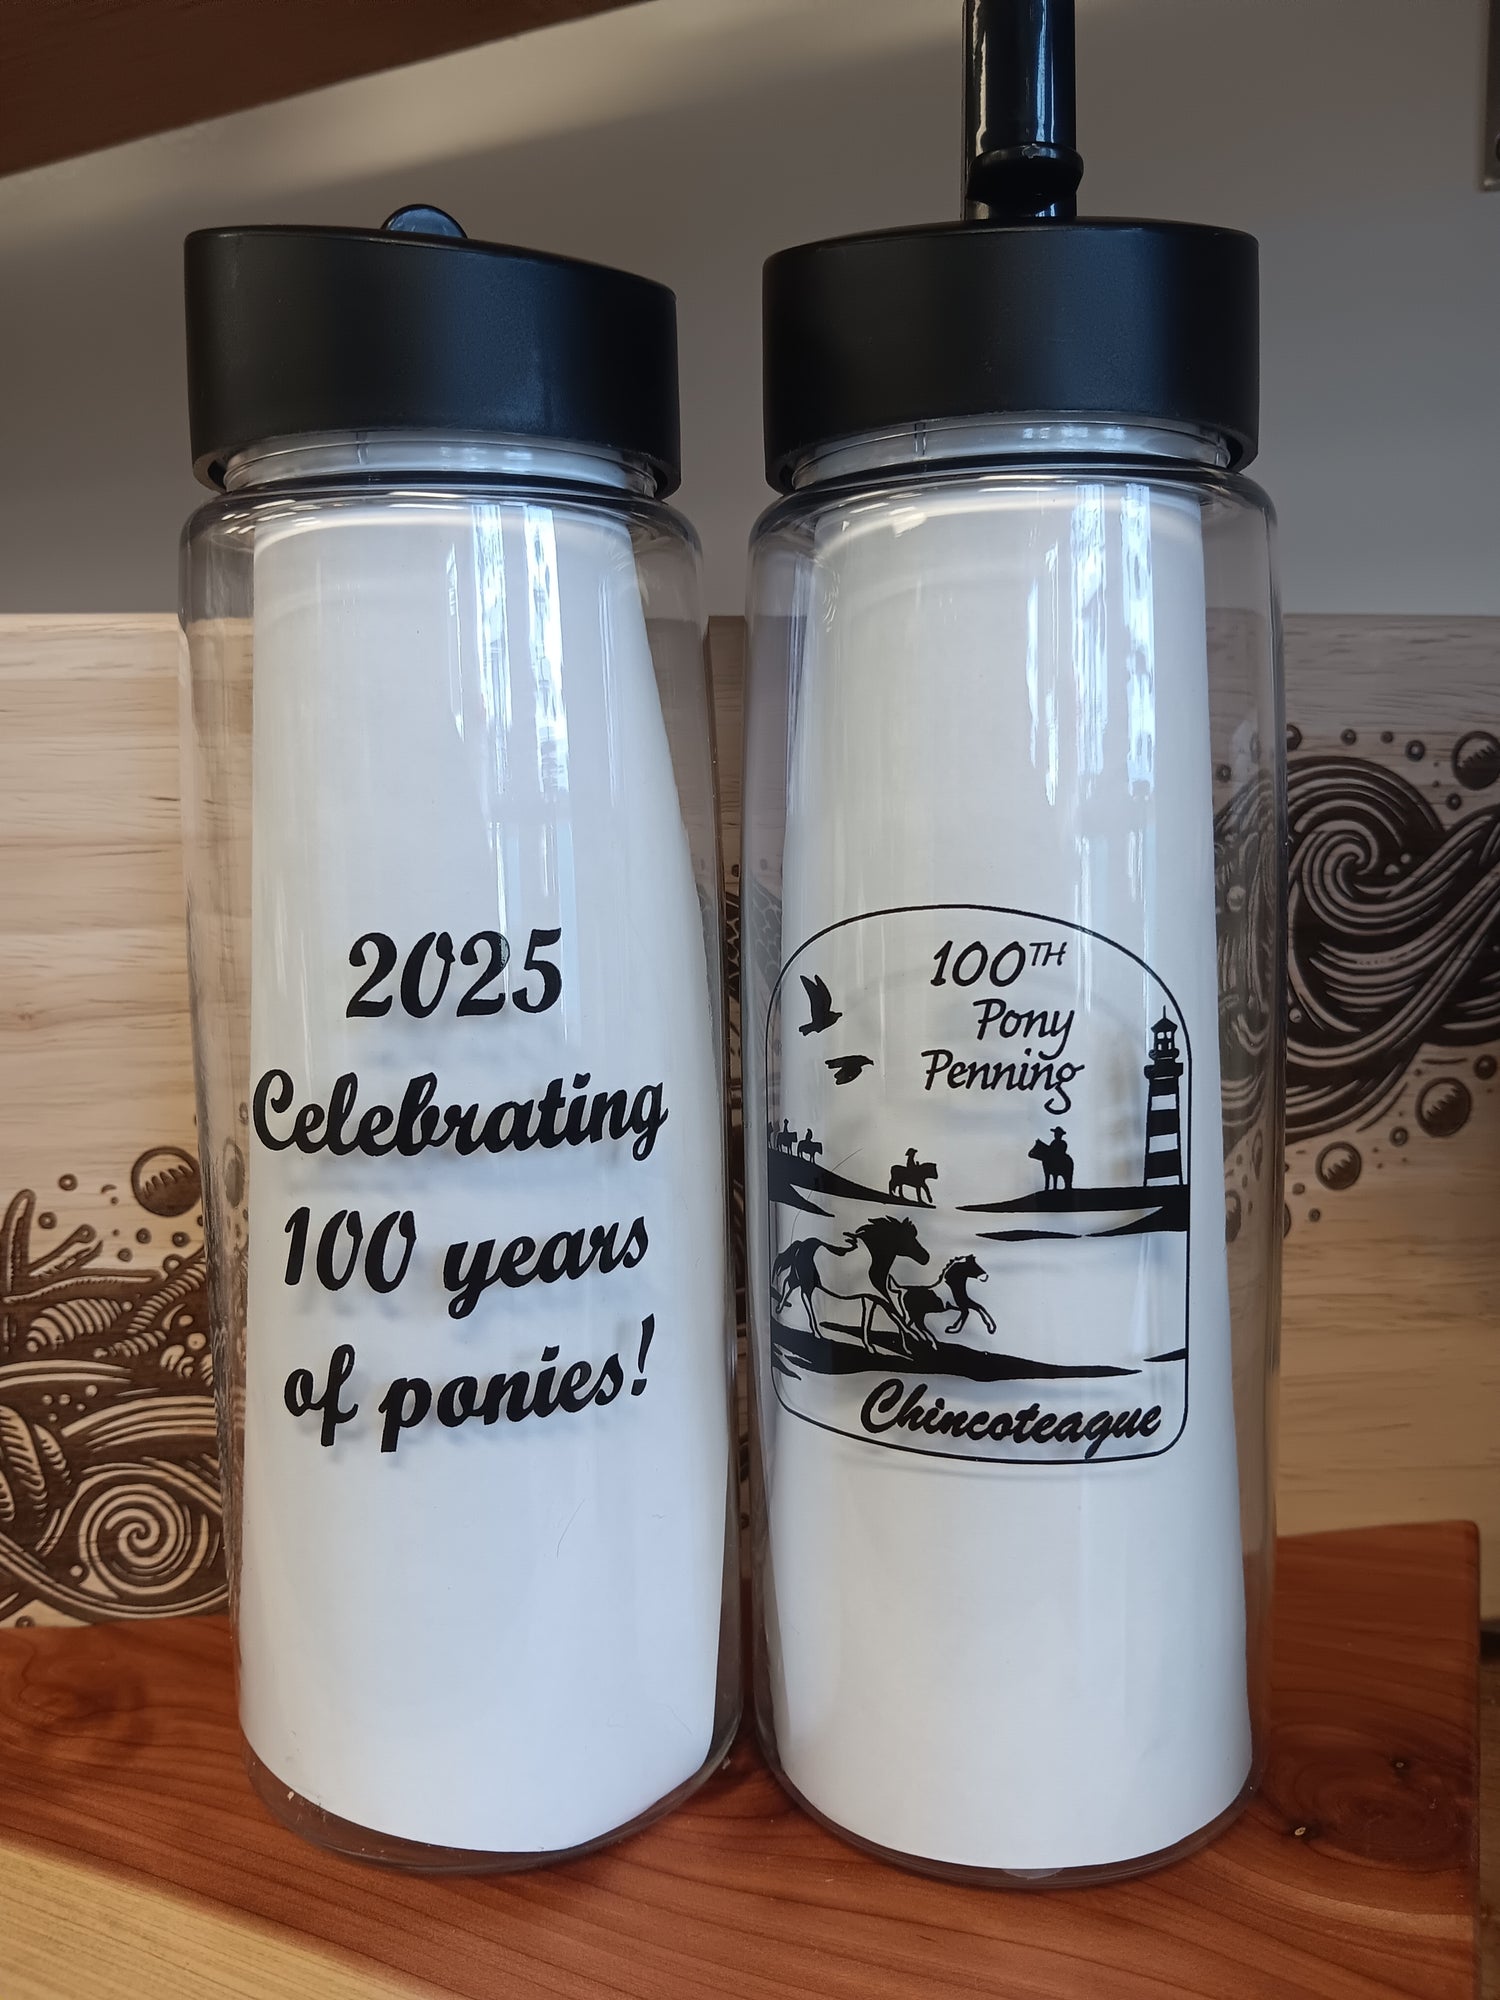 2025
Celebrating
100 years
of ponies!
100TH
Pony
Penning
Chincoteague